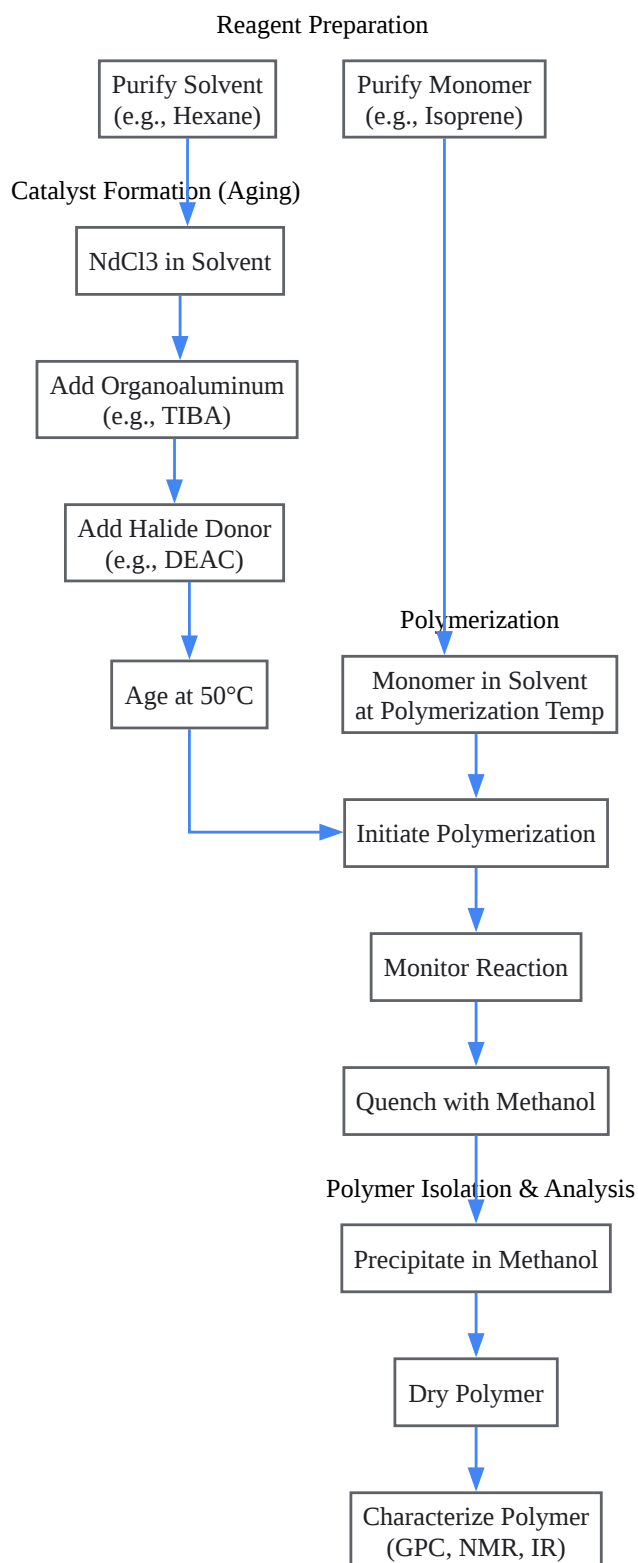 Reagent Preparation
Purify Solvent
(e.g., Hexane)
Purify Monomer
(e.g., Isoprene)
Catalyst Formation (Aging)
NdCl3 in Solvent
Add Organoaluminum
(e.g., TIBA)
Add Halide Donor
(e.g., DEAC)
Age at 50°C
Polymerization
Monomer in Solvent
at Polymerization Temp
Initiate Polymerization
Monitor Reaction
Quench with Methanol
Polymer Isolation & Analysis
Precipitate in Methanol
Dry Polymer
Characterize Polymer
(GPC, NMR, IR)